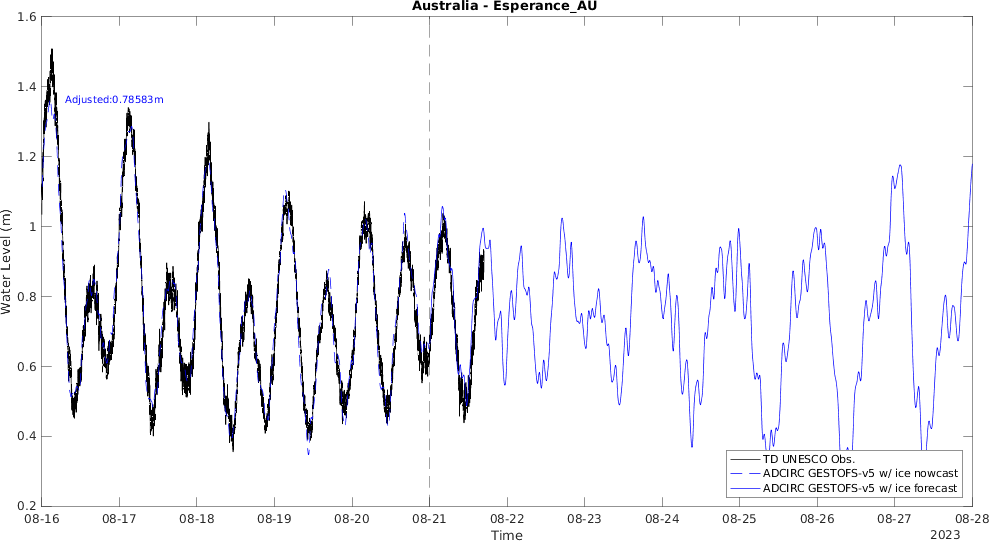 Australia - Esperance_AU
1.6
1.4
1.2
1
0.8
0.6
0.4
0.2
Water Level (m)
Adjusted:0.78583m
TD UNESCO Obs.
ADCIRC GESTOFS-v5 w/ ice nowcast
ADCIRC GESTOFS-v5 w/ ice forecast
08-16 08-17 08-18 08-19 08-20 08-21 08-22 08-23 08-24 08-25 08-26 08-27 08-28
Time
2023